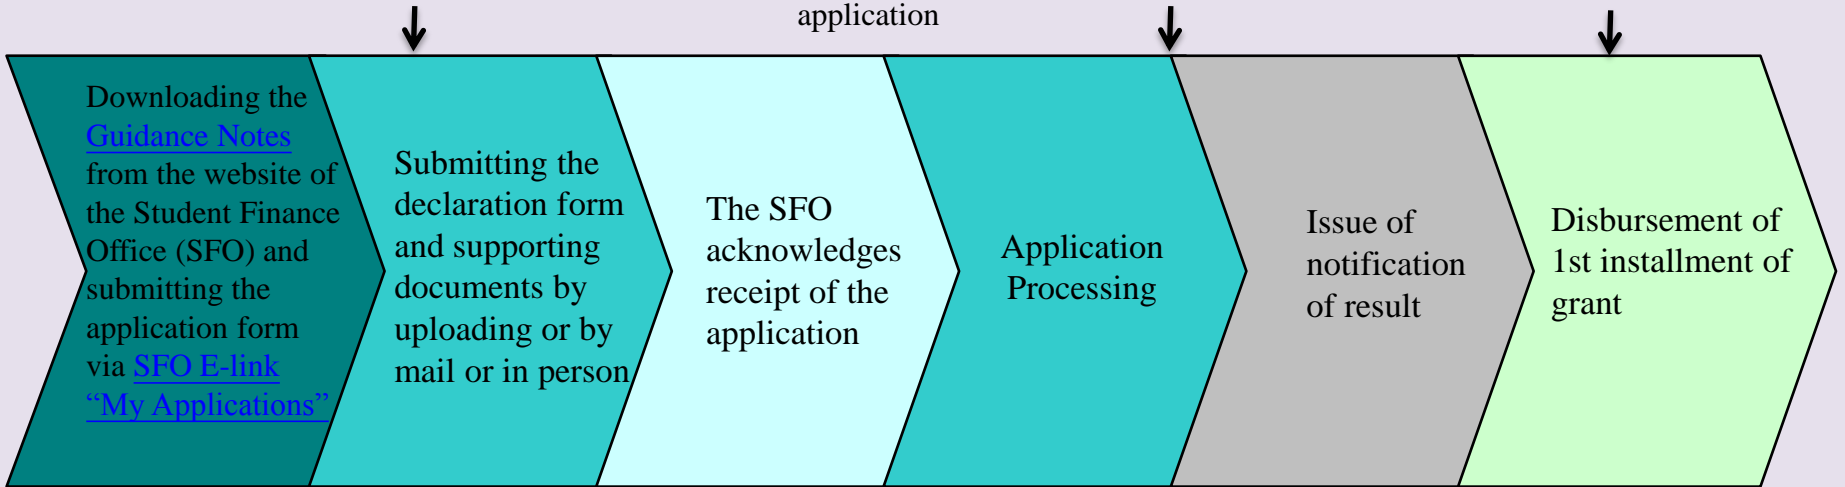 application
Downloading the
Guidance Notes
from the website of
the Student Finance
Office (SFO) and
submitting the
application form
via SFO E-link
“My Applications”
Submitting the
declaration form
and supporting
documents by
uploading or by
mail or in person
The SFO
acknowledges
receipt of the
application
Application
Processing
Issue of
notification
of result
Disbursement of
1st installment of
grant